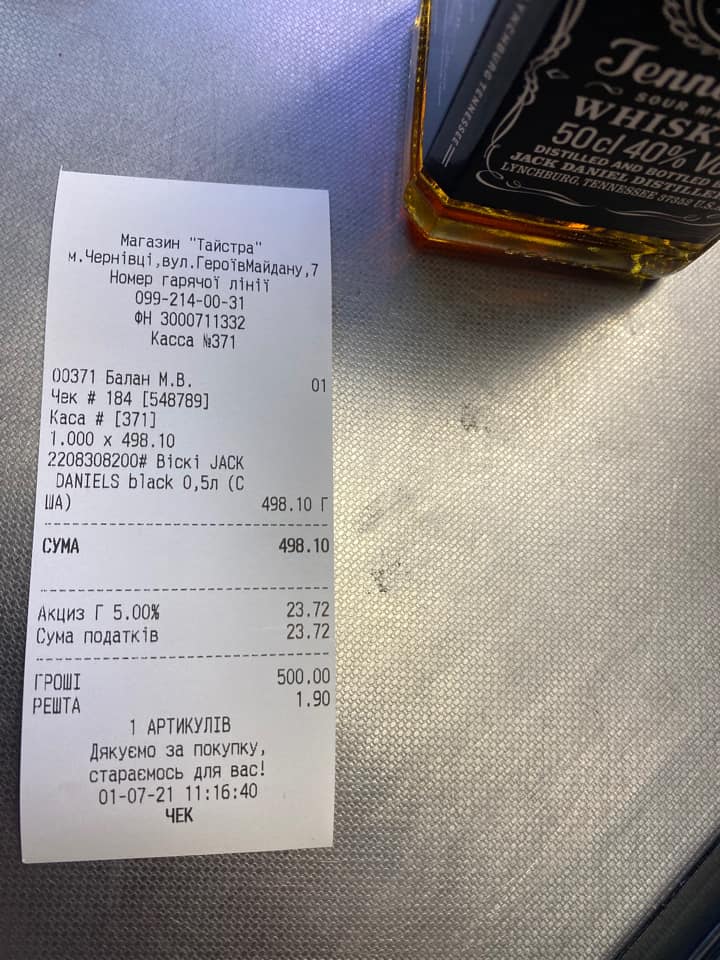 Магазин "Тайстра"
м.Чернівці,вул.ГероївМайдану,7
Номер гарячої лінії
099-214-00-31
ФН 3000711332
Касса №371
00371 Балан М.В. 01
Чек # 184 [548789]
Каса # [371]
1.000 x 498.10
2208308200# Віскі JACK
DANIELS black 0,5л (С
ША) 498.10 Г
СУМА 498.10
Акциз Г 5.00% 23.72
Сума податків 23.72
ГРОШІ 500.00
РЕШТА 1.90
1 АРТИКУЛІВ
Дякуємо за покупку,
стараємось для вас!
01-07-21 11:16:40
ЧЕК
LYNCHBURG TENNESSEE
SOUR
50cl 40%
DISTILLED AND BOTTLED
JACK DANIEL
LYNCHBURG, TENNESSEE 37352 U.S.